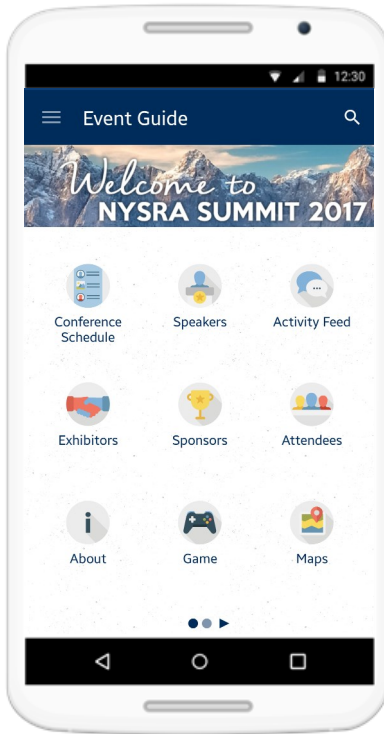 12:30
Event Guide
Welcome to
NYSRA SUMMIT 2017
Conference
Schedule
Speakers
Activity Feed
Exhibitors
Sponsors
Attendees
About
Game
Maps